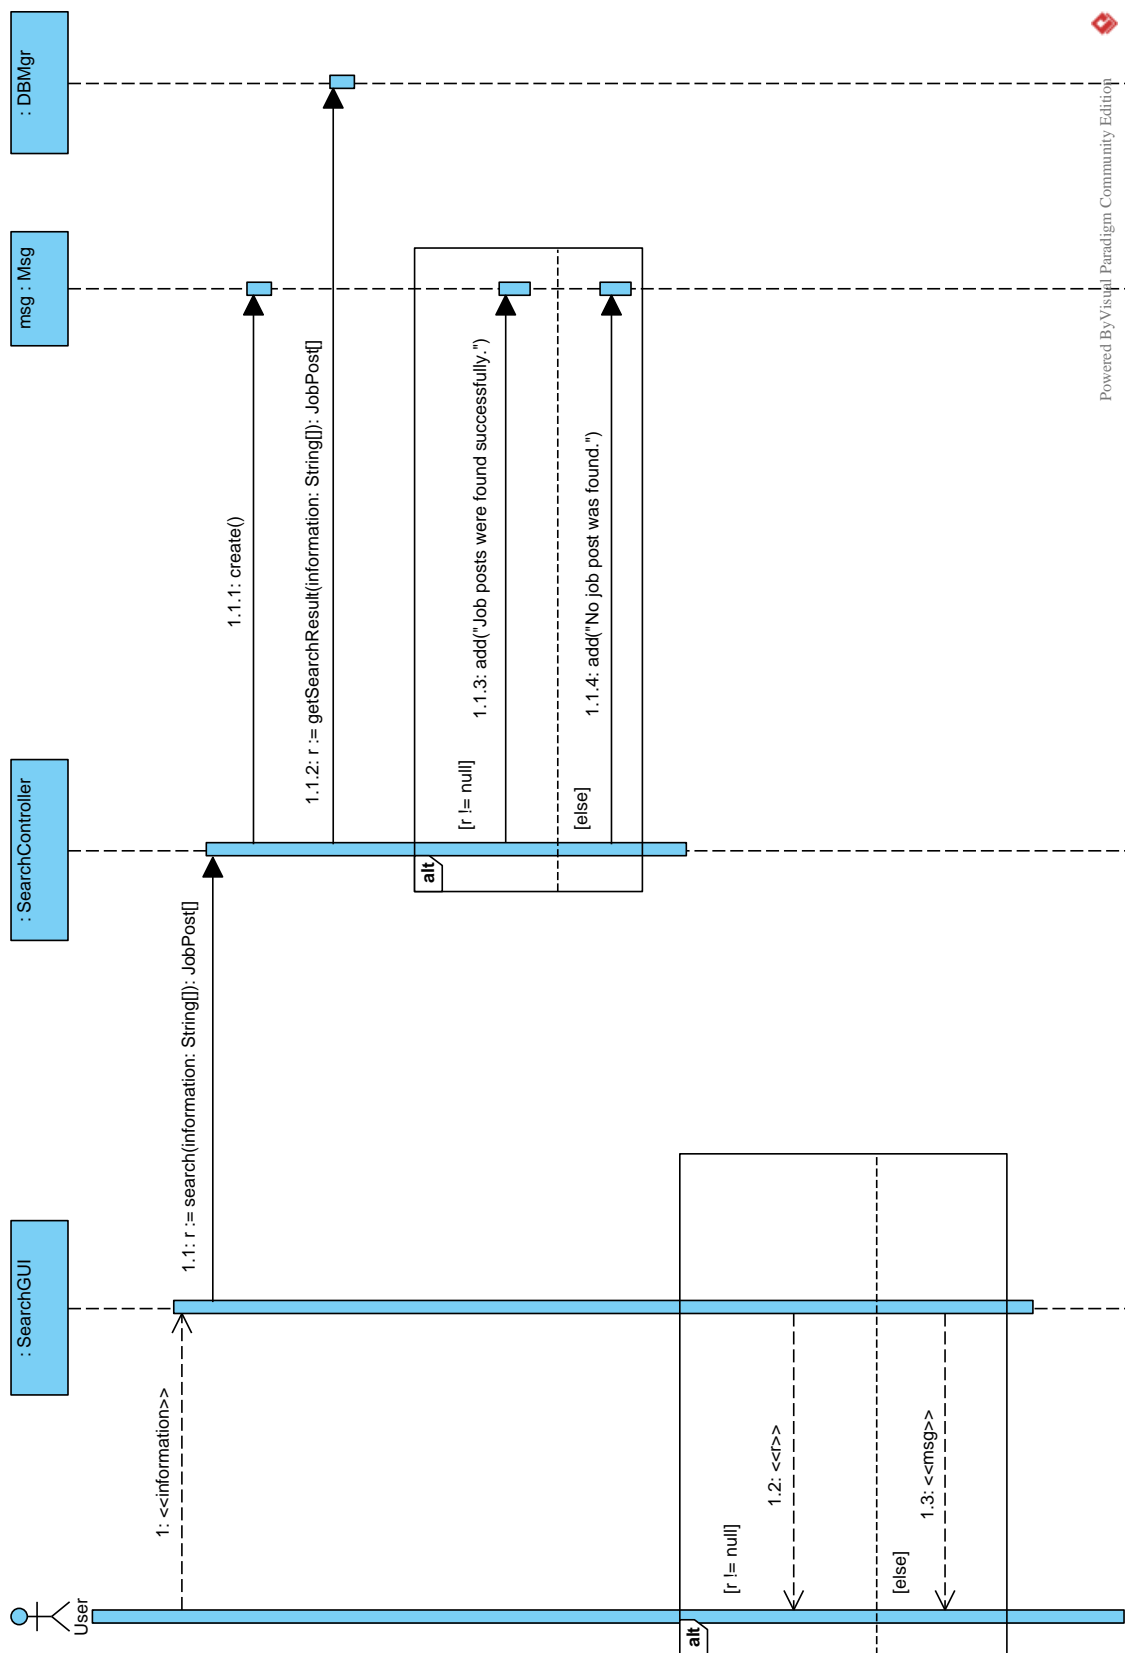 User
: SearchGUI
: SearchController
msg : Msg
: DBMgr
1: <<information>>
1.1: r := search(information: String[]): JobPost[]
1.1.1: create()
1.1.2: r := getSearchResult(information: String[]): JobPost[]
alt
[r != null]
1.1.3: add("Job posts were found successfully.")
[else]
1.1.4: add("No job post was found.")
alt
[r != null]
1.2: <<r>>
[else]
1.3: <<msg>>
Powered By Visual Paradigm Community Edition